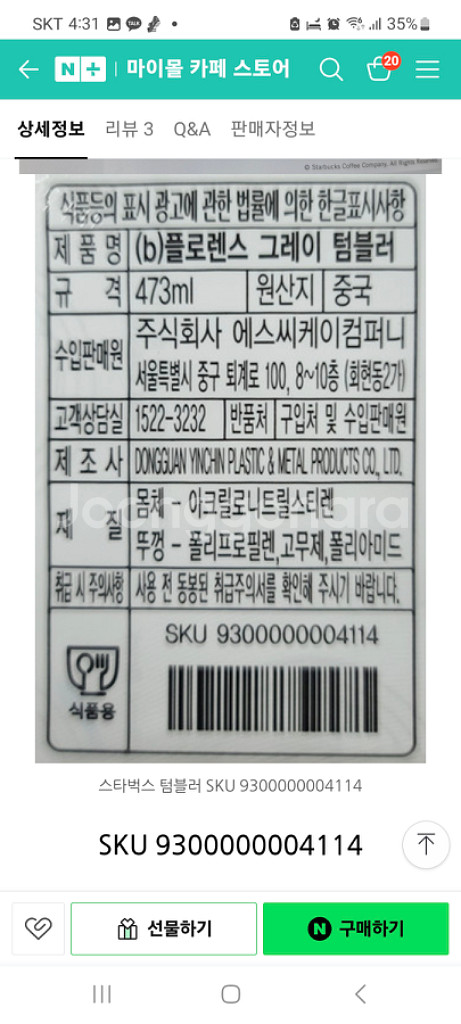 SKT 4:31 TALK 35%
N+ 마이몰 카페 스토어 20
상세정보 리뷰 3 Q&A 판매자정보
© Starbucks Coffee Company. All Rights Reserved.
식품등의 표시 광고에 관한 법률에 의한 한글표시사항
제 품 명 (b)플로렌스 그레이 텀블러
규 격 473ml 원산지 중국
수입판매원 주식회사 에스씨케이컴퍼니
서울특별시 중구 퇴계로 100, 8~10층 (회현동2가)
고객상담실 1522-3232 반품처 구입처 및 수입판매원
제 조 사 DONGGUAN YINCHIN PLASTIC & METAL PRODUCTS CO., LTD.
재 질 몸체 - 아크릴로니트릴스티렌
뚜껑 - 폴리프로필렌,고무제,폴리아미드
Joonggonara
취급 시 주의사항 사용 전 동봉된 취급주의서를 확인해 주시기 바랍니다.
SKU 9300000004114
식품용
스타벅스 텀블러 SKU 9300000004114
SKU 9300000004114
선물하기 N 구매하기